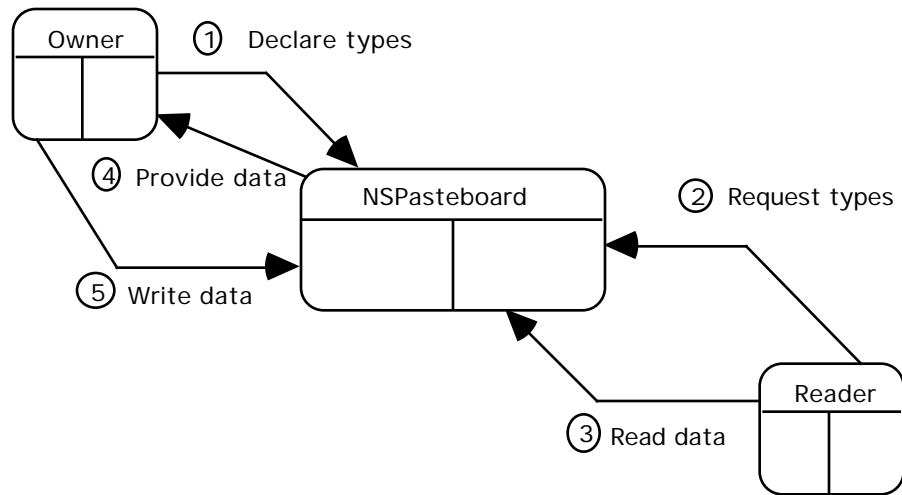 Owner
1 Declare types
4 Provide data
NSPasteboard
2 Request types
5 Write data
Reader
3 Read data